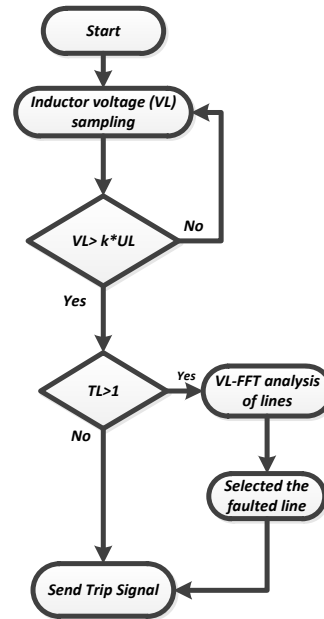 Start
Inductor voltage (VL)
sampling
VL> k*UL
No
Yes
TL>1
Yes
No
VL-FFT analysis
of lines
Selected the
faulted line
Send Trip Signal